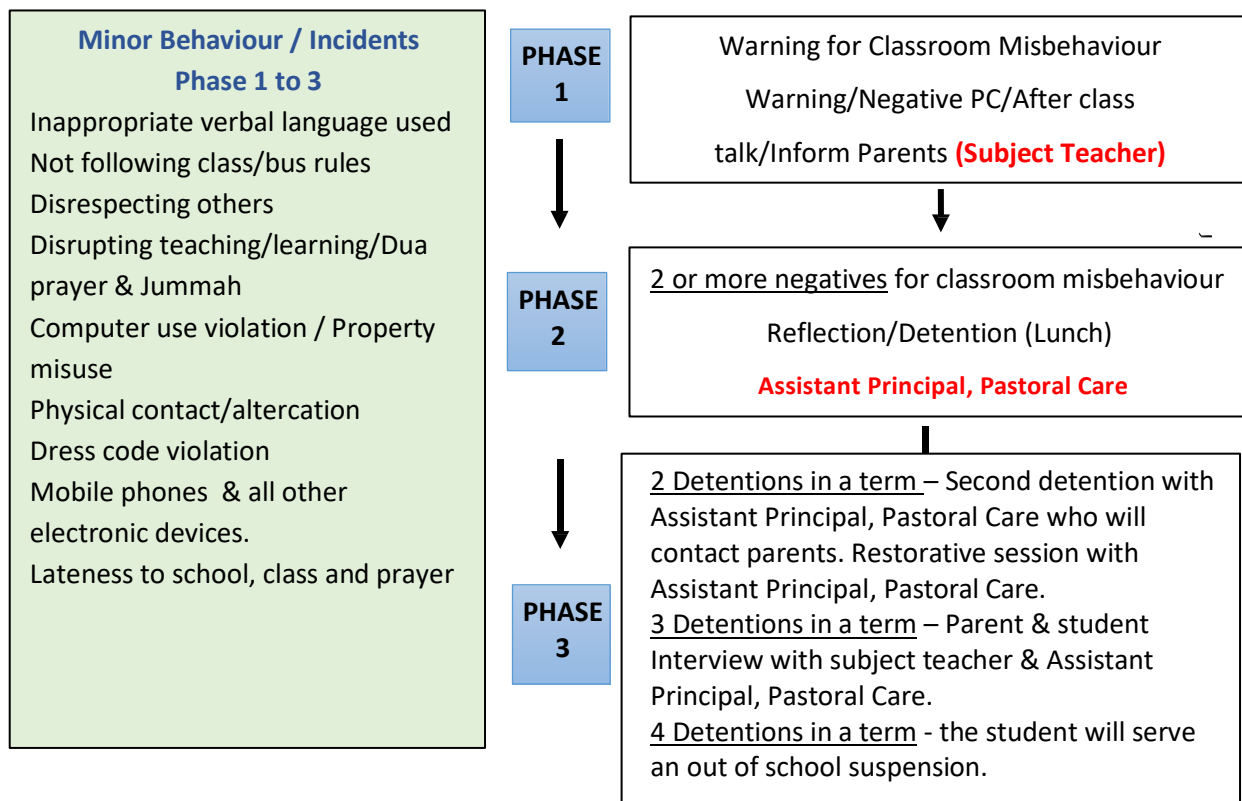 Minor Behaviour / Incidents
Phase 1 to 3
Inappropriate verbal language used
Not following class/bus rules
Disrespecting others
Disrupting teaching/learning/Dua
prayer & Jummah
Computer use violation / Property
misuse
Physical contact/altercation
Dress code violation
Mobile phones  & all other
electronic devices.
Lateness to school, class and prayer
PHASE
1
Warning for Classroom Misbehaviour
Warning/Negative PC/After class
talk/Inform Parents (Subject Teacher)
PHASE
2
2 or more negatives for classroom misbehaviour
Reflection/Detention (Lunch)
Assistant Principal, Pastoral Care
PHASE
3
2 Detentions in a term – Second detention with
Assistant Principal, Pastoral Care who will
contact parents. Restorative session with
Assistant Principal, Pastoral Care.
3 Detentions in a term – Parent & student
Interview with subject teacher & Assistant
Principal, Pastoral Care.
4 Detentions in a term - the student will serve
an out of school suspension.